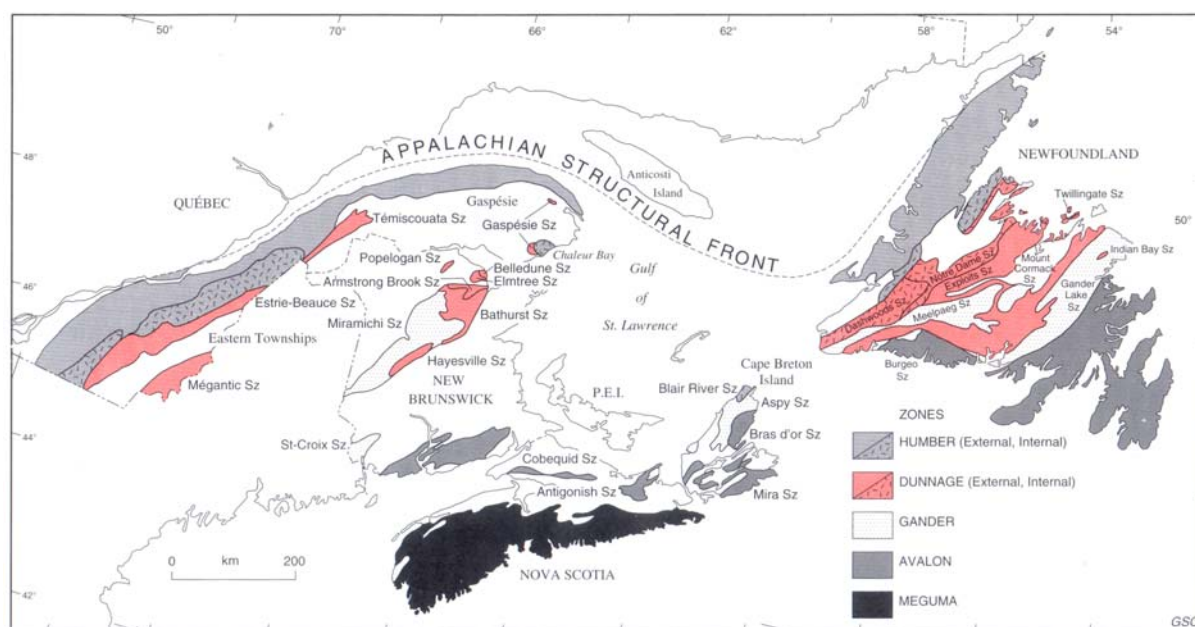 50°
70°
66°
62°
58°
54°
48°
46°
44°
42°
50°
APPALACHIAN STRUCTURAL FRONT
QUÉBEC
Anticosti
Island
NEWFOUNDLAND
Twillingate Sz
Gaspésie
Gaspésie Sz
Témiscouata Sz
Chaleur Bay
Popelogan Sz
Belledune Sz
Armstrong Brook Sz
Elmtree Sz
Estrie-Beauce Sz
Bathurst Sz
Miramichi Sz
Eastern Townships
Hayesville Sz
Mégantic Sz
NEW
BRUNSWICK
Gulf
of
St. Lawrence
P.E.I.
Indian Bay Sz
Mount
Cormack
Sz
Notre Dame Sz
Exploits Sz
Gander
Lake
Sz
Dashwoods Sz
Meelpaeg Sz
Burgeo
Sz
Cape Breton
Island
Blair River Sz
Aspy Sz
Bras d'or Sz
St-Croix Sz
Cobequid Sz
Antigonish Sz
Mira Sz
NOVA SCOTIA
0 km 200
ZONES
HUMBER (External, Internal)
DUNNAGE (External, Internal)
GANDER
AVALON
MEGUMA
GSC